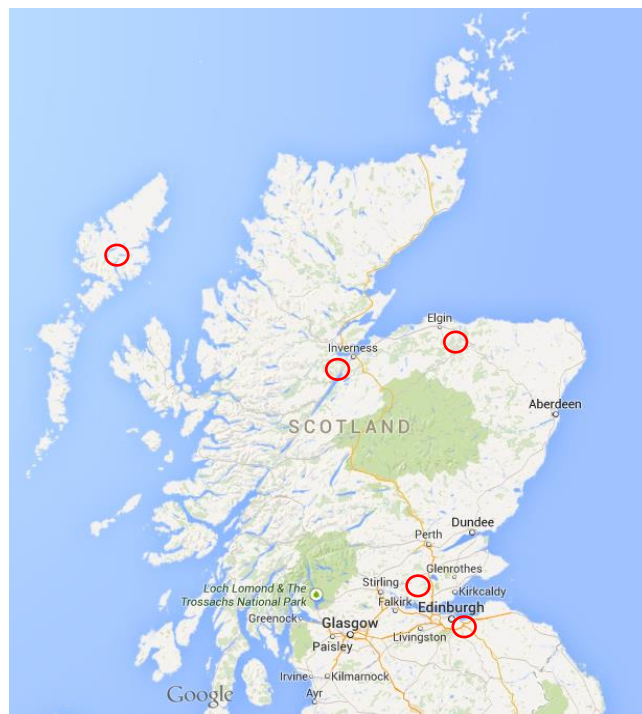 Elgin
Inverness
Aberdeen
SCOTLAND
Dundee
Perth
Stirling
Glenrothes
Loch Lomond & The
Trossachs National Park
Kirkcaldy
Falkirk
Edinburgh
Greenock
Glasgow
Livingston
Paisley
Irvine
Kilmarnock
Google
Ayr